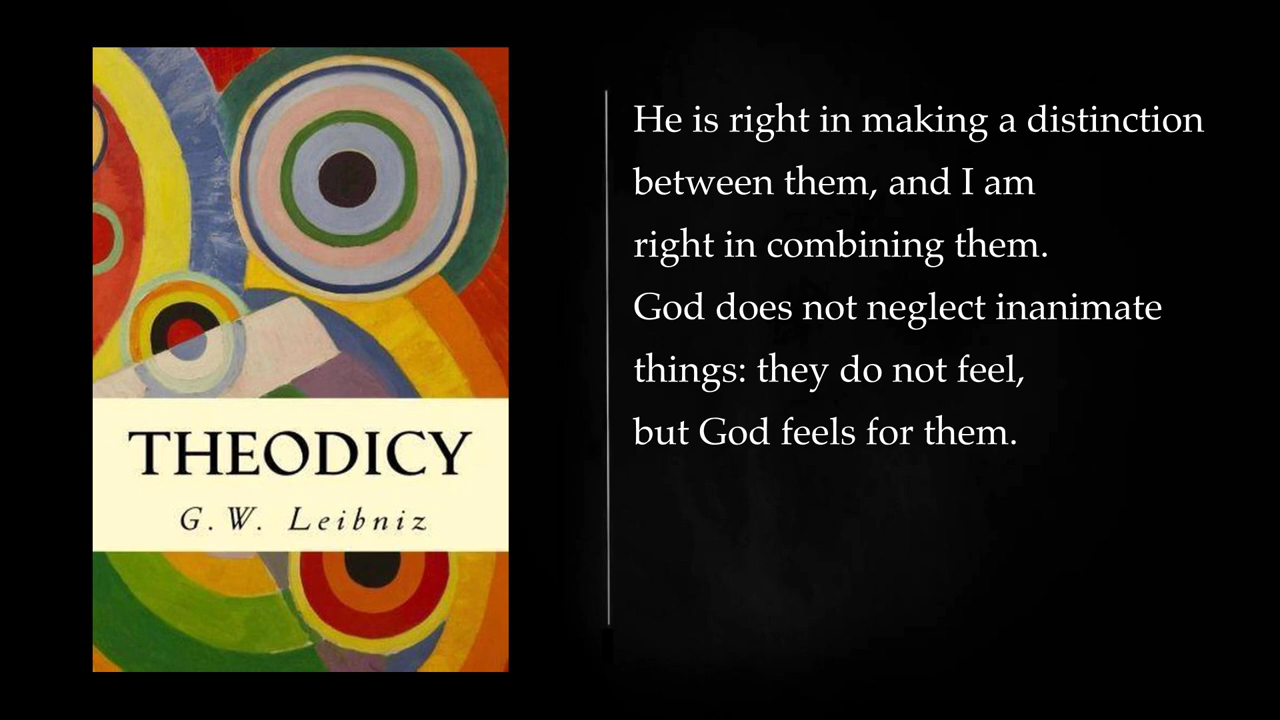 THEODICY
G. W. Leibniz
He is right in making a distinction
between them, and I am
right in combining them.
God does not neglect inanimate
things: they do not feel,
but God feels for them.